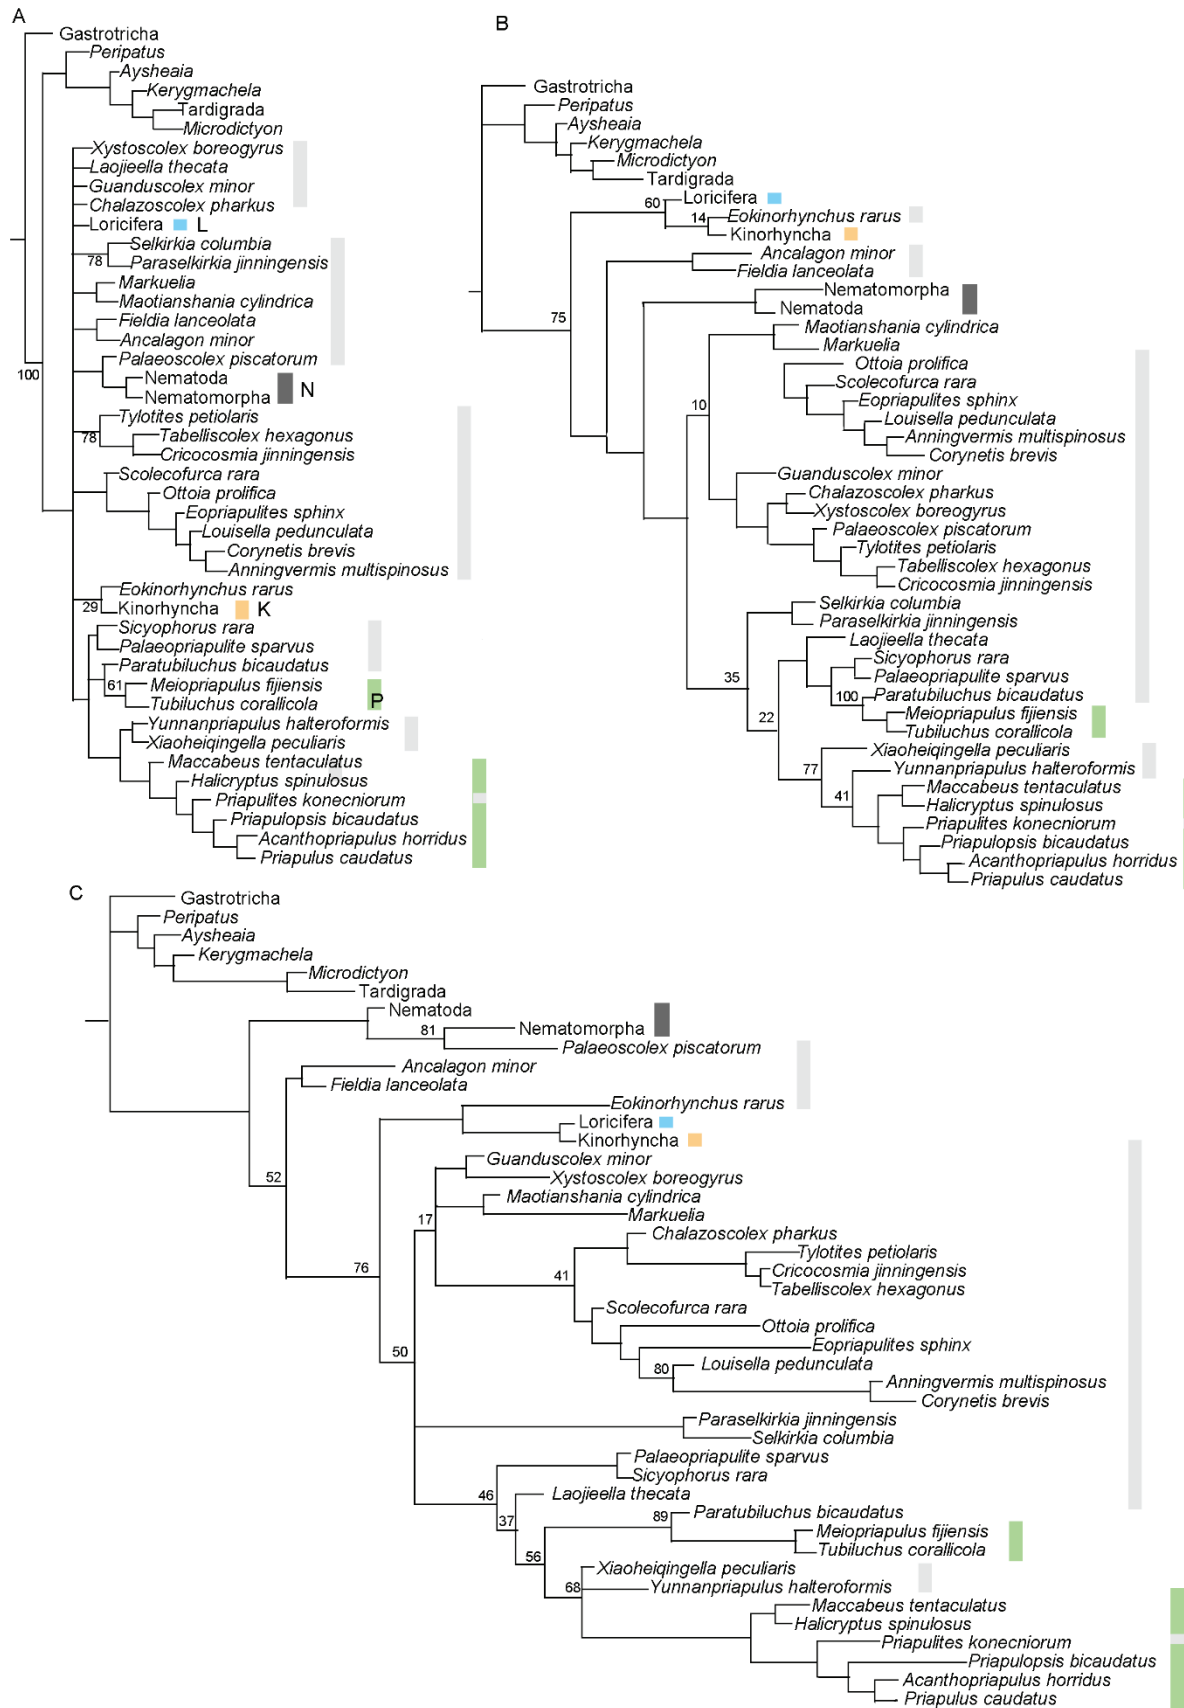 A
Gastrotricha
Peripatus
Aysheaia
Kerygmachela
Tardigrada
Microdictyon
Xystoscolex boreogyrus
Laojieella thecata
Guanduscolex minor
Chalazoscolex pharkus
Loricifera L
Selkirkia columbia
78
Paraselkirkia jinningensis
Markuelia
Maotianshania cylindrica
Fieldia lanceolata
Ancalagon minor
Palaeoscolex piscatorum
100
Nematoda
N
Nematomorpha
Tylotites petiolaris
78
Tabelliscolex hexagonus
Cricocosmia jinningensis
Scolecofurca rara
Ottoia prolifica
Eopriapulites sphinx
Louisella pedunculata
Corynetis brevis
Anningvermis multispinosus
Eokinorhynchus rarus
29
Kinorhyncha K
Sicyophorus rara
Palaeopriapulite sparvus
Paratubiluchus bicaudatus
61
Meiopriapulus fijiensis
P
Tubiluchus corallicola
Yunnanpriapulus halteroformis
Xiaoheiqingella peculiaris
Maccabeus tentaculatus
Halicryptus spinulosus
Priapulites konecniorum
Priapulopsis bicaudatus
Acanthopriapulus horridus
Priapulus caudatus
B
Gastrotricha
Peripatus
Aysheaia
Kerygmachela
Microdictyon
Tardigrada
Loricifera
60
14
Eokinorhynchus rarus
Kinorhyncha
Ancalagon minor
Fieldia lanceolata
Nematomorpha
Nematoda
75
Maotianshania cylindrica
Markuelia
Ottoia prolifica
Scolecofurca rara
Eopriapulites sphinx
10
Louisella pedunculata
Anningvermis multispinosus
Corynetis brevis
Guanduscolex minor
Chalazoscolex pharkus
Xystoscolex boreogyrus
Palaeoscolex piscatorum
Tylotites petiolaris
Tabelliscolex hexagonus
Cricocosmia jinningensis
Selkirkia columbia
Paraselkirkia jinningensis
Laojieella thecata
Sicyophorus rara
35
Palaeopriapulite sparvus
100
Paratubiluchus bicaudatus
Meiopriapulus fijiensis
22
Tubiluchus corallicola
Xiaoheiqingella peculiaris
77
Yunnanpriapulus halteroformis
41
Maccabeus tentaculatus
Halicryptus spinulosus
Priapulites konecniorum
Priapulopsis bicaudatus
Acanthopriapulus horridus
Priapulus caudatus
C
Gastrotricha
Peripatus
Aysheaia
Kerygmachela
Microdictyon
Tardigrada
Nematoda
81
Nematomorpha
Palaeoscolex piscatorum
Ancalagon minor
Fieldia lanceolata
Eokinorhynchus rarus
Loricifera
Kinorhyncha
Guanduscolex minor
52
Xystoscolex boreogyrus
Maotianshania cylindrica
17
Markuelia
Chalazoscolex pharkus
Tylotites petiolaris
76
41
Cricocosmia jinningensis
Tabelliscolex hexagonus
Scolecofurca rara
Ottoia prolifica
Eopriapulites sphinx
50
80
Louisella pedunculata
Anningvermis multispinosus
Corynetis brevis
Paraselkirkia jinningensis
Selkirkia columbia
Palaeopriapulite sparvus
Sicyophorus rara
46
Laojieella thecata
37
89
Paratubiluchus bicaudatus
Meiopriapulus fijiensis
Tubiluchus corallicola
56
Xiaoheiqingella peculiaris
68
Yunnanpriapulus halteroformis
Maccabeus tentaculatus
Halicryptus spinulosus
Priapulites konecniorum
Priapulopsis bicaudatus
Acanthopriapulus horridus
Priapulus caudatus